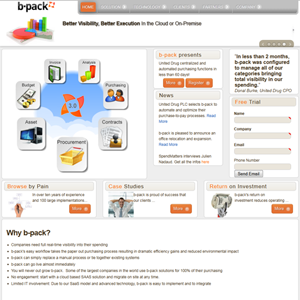 b-pack
HOME
Better Visibility, Better Execution In the Cloud or On-Premise
Invoice
Analysis
Budget
Purchasing
3.0
Asset
Contracts
Procurement
b-pack presents
United Drug centralized and
automated purchasing functions in
less than 60 days!
More
Register
News
United Drug PLC selects b-pack to
automate and optimize their
purchase-to-pay processes. Read
More
b-pack is pleased to announce an
office relocation and expansion.
Read More
SpendMatters interviews Julien
Nadaud. Get all the infos here
"In less than 2 months,
b-pack was configured
to manage all of our
categories bringing
total visibility in our
spending."
United Drug CPO
Free Trial
Name
Company
Email
Phone Number
Send Email
Browse by Pain
In over ten years of experience
and 100 large implementations.
More
Case Studies
b-pack is proud of success that
our clients ...
More
Return on Investment
b-pack's return on
investment reduces operating
More
Why b-pack?
Companies need full real-time visibility into their spending.
b-pack's easy workflow takes the paper out purchasing process resulting in dramatic efficiency gains and reduced environmental impact
b-pack can simply replace a manual process or tie together existing systems
b-pack can go live almost immediately
You will never out grow b-pack. Some of the largest companies in the world use b-pack solutions for 100% of their purchasing
No engagement: start with a cloud based SAAS solution and migrate on site at any time.
Limited IT involvement: Due to our SaaS model and advanced technology, b-pack is easy to implement and to integrate